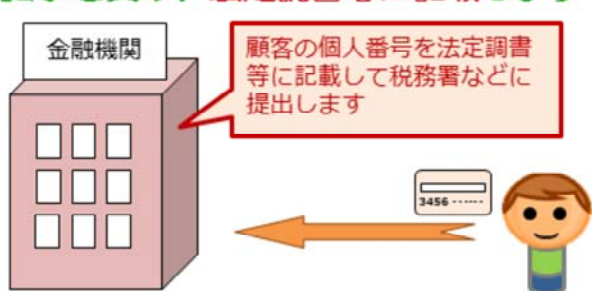 金融機関
顧客の個人番号を法定調書
等に記載して税務署などに
提出します
3456 ------